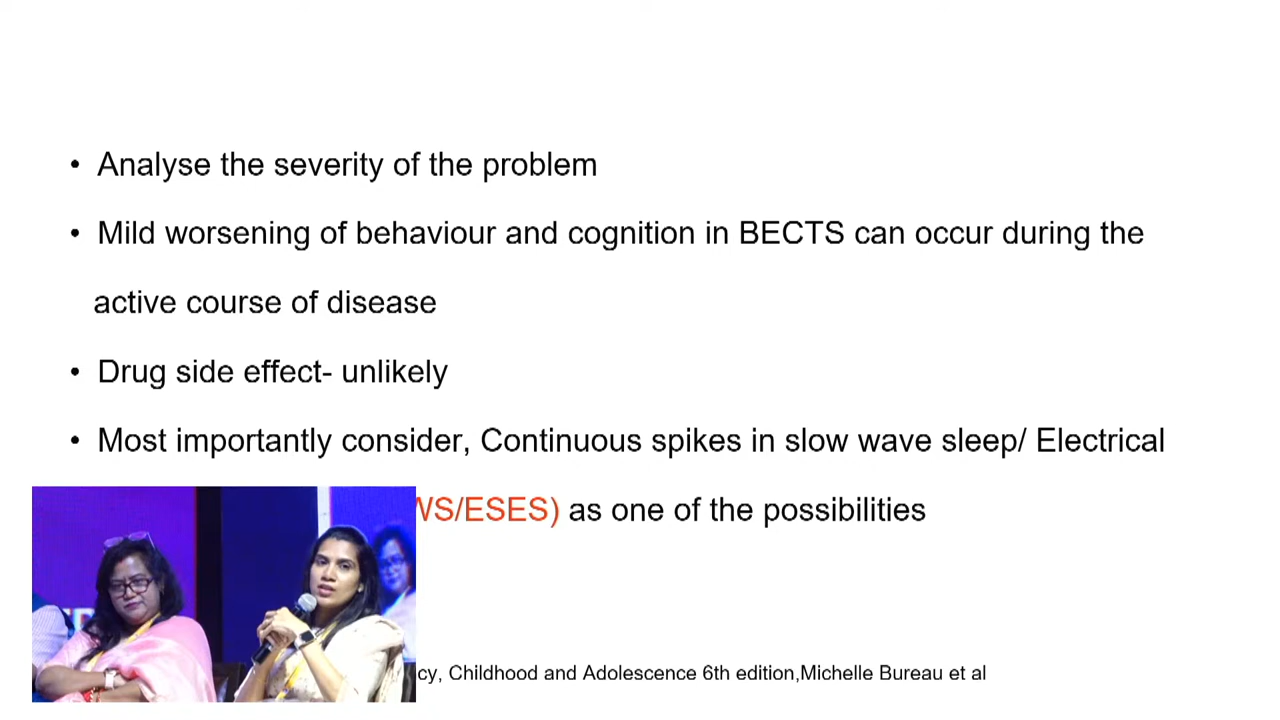 • Analyse the severity of the problem
• Mild worsening of behaviour and cognition in BECTS can occur during the
active course of disease
• Drug side effect- unlikely
• Most importantly consider, Continuous spikes in slow wave sleep/ Electrical
WS/ESES) as one of the possibilities
cy, Childhood and Adolescence 6th edition,Michelle Bureau et al